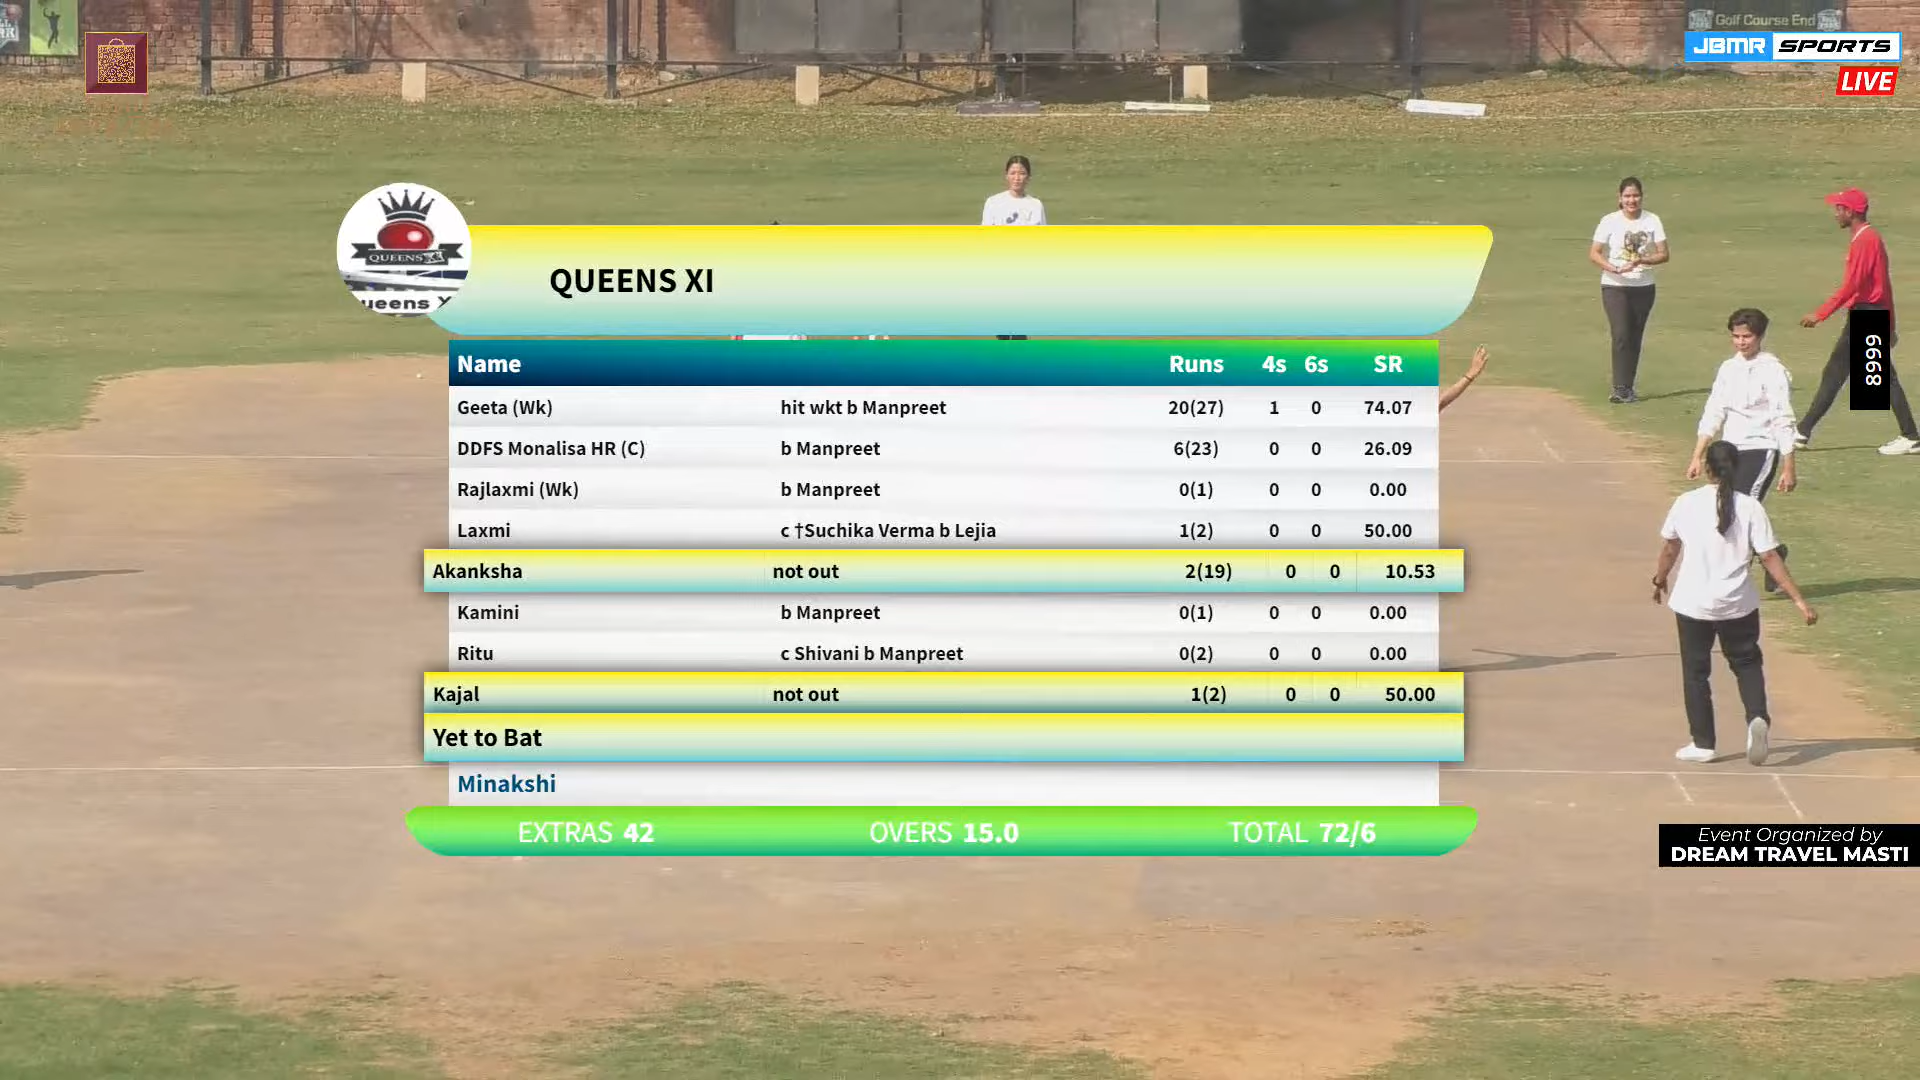 Golf Course End
JBMR SPORTS
LIVE
QUEENS XI
Queens X
QUEENS XI
Name Runs 4s 6s SR
Geeta (Wk) hit wkt b Manpreet 20(27) 1 0 74.07
DDFS Monalisa HR (C) b Manpreet 6(23) 0 0 26.09
Rajlaxmi (Wk) b Manpreet 0(1) 0 0 0.00
Laxmi c †Suchika Verma b Lejia 1(2) 0 0 50.00
Akanksha not out 2(19) 0 0 10.53
Kamini b Manpreet 0(1) 0 0 0.00
Ritu c Shivani b Manpreet 0(2) 0 0 0.00
Kajal not out 1(2) 0 0 50.00
Yet to Bat
Minakshi
EXTRAS 42 OVERS 15.0 TOTAL 72/6
8999
Event Organized by
DREAM TRAVEL MASTI